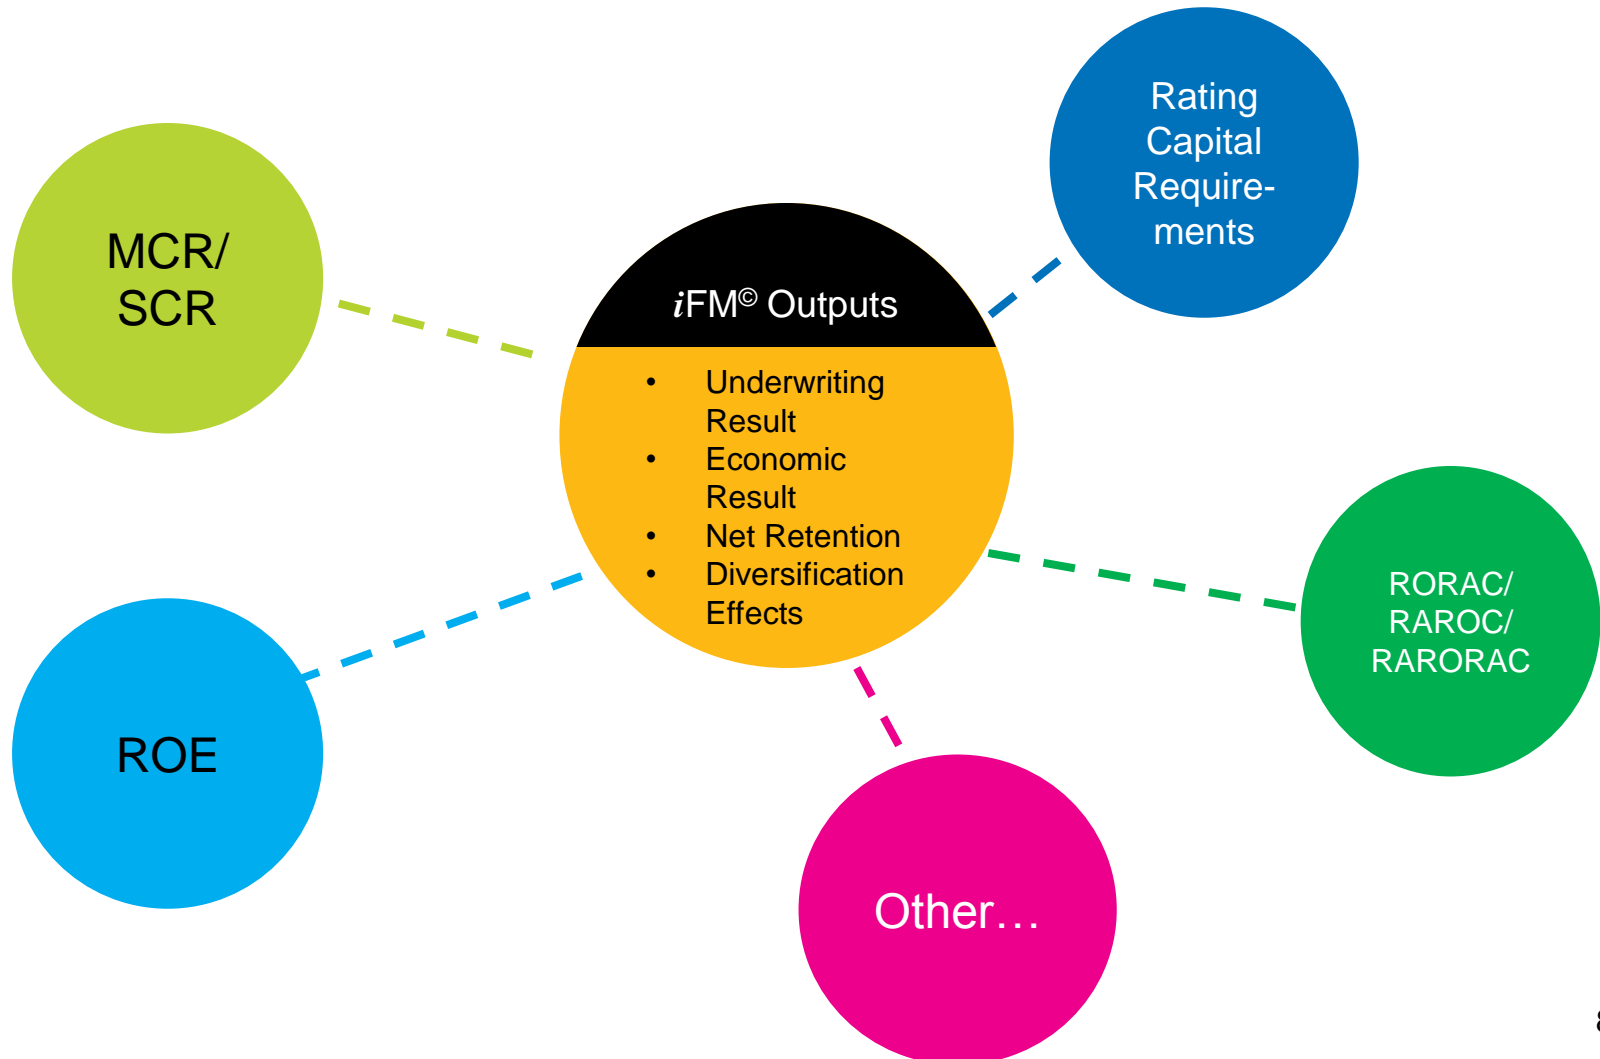 Rating
Capital
Require-
ments
MCR/
SCR
iFM© Outputs
• Underwriting
Result
• Economic
Result
• Net Retention
• Diversification
Effects
RORAC/
RAROC/
RARORAC
ROE
Other…